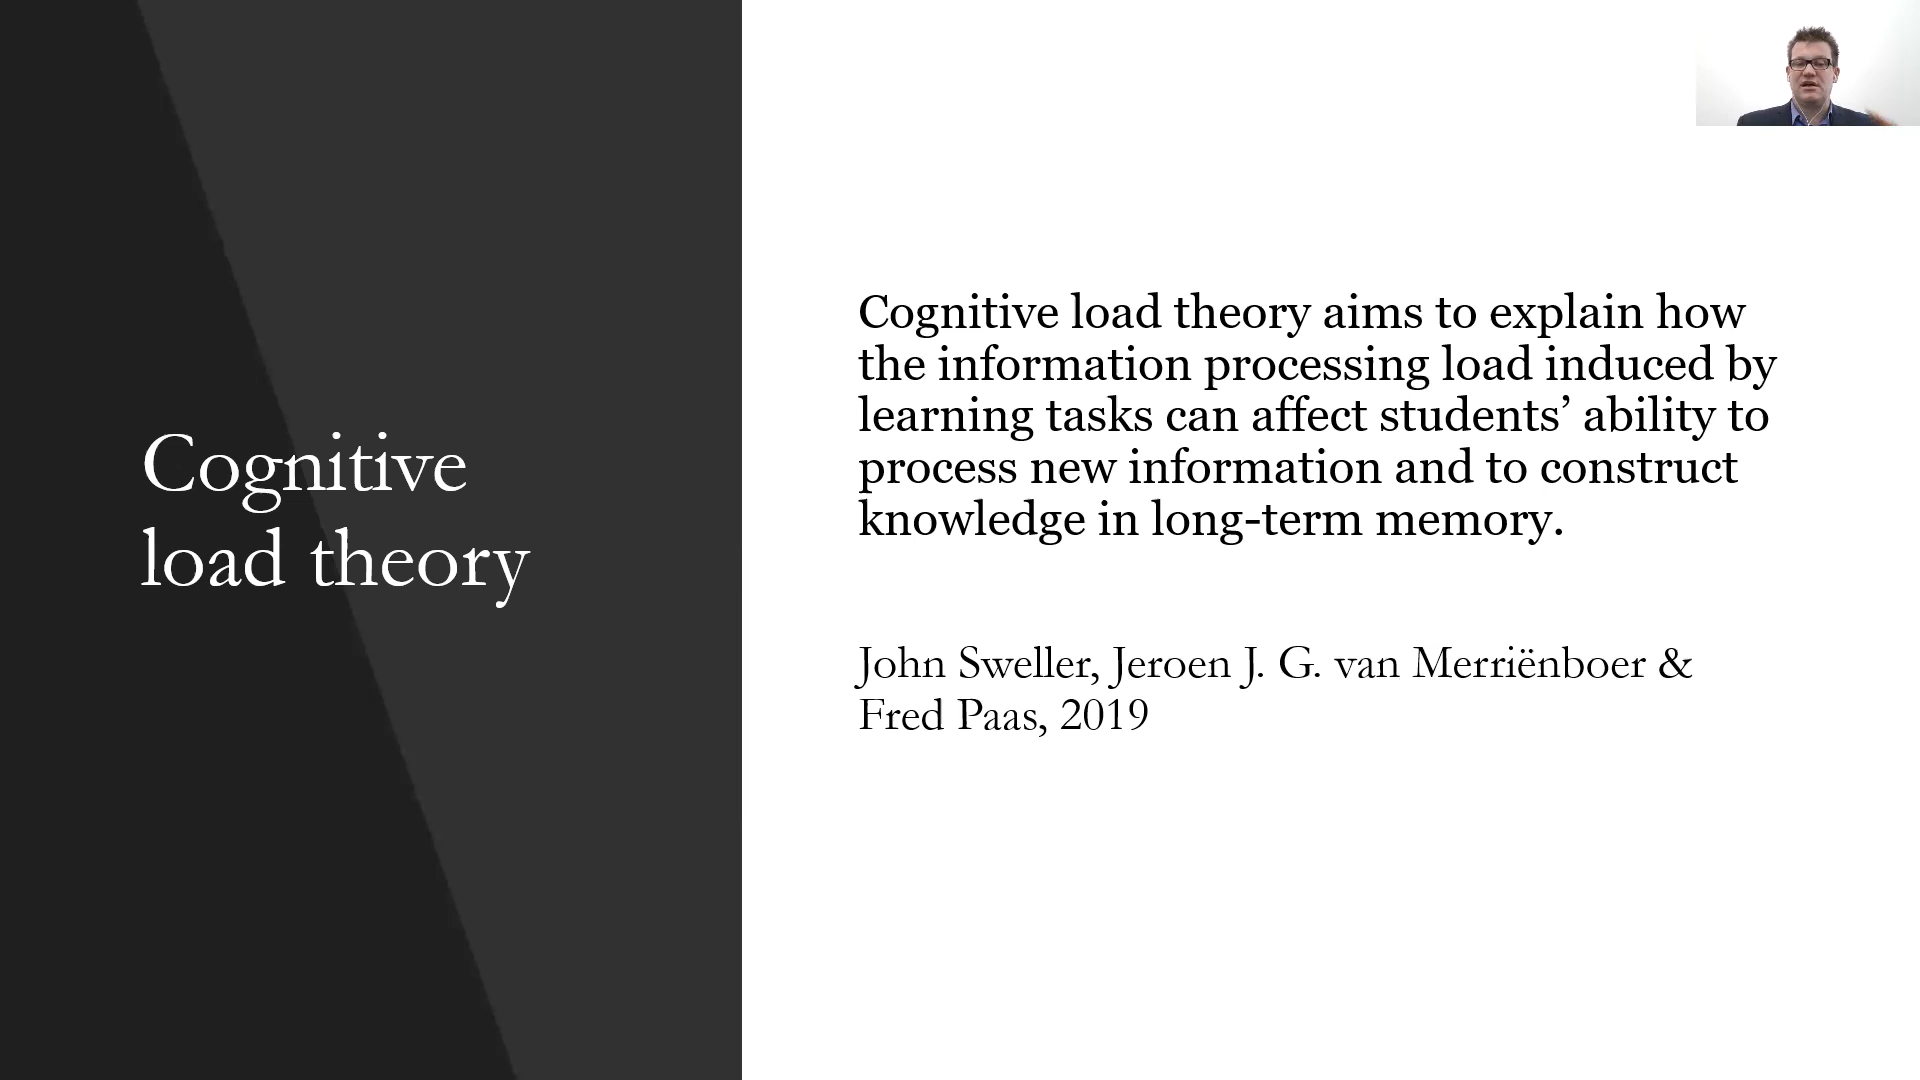 Cognitive
load theory
Cognitive load theory aims to explain how
the information processing load induced by
learning tasks can affect students’ ability to
process new information and to construct
knowledge in long-term memory.
John Sweller, Jeroen J. G. van Merriënboer &
Fred Paas, 2019